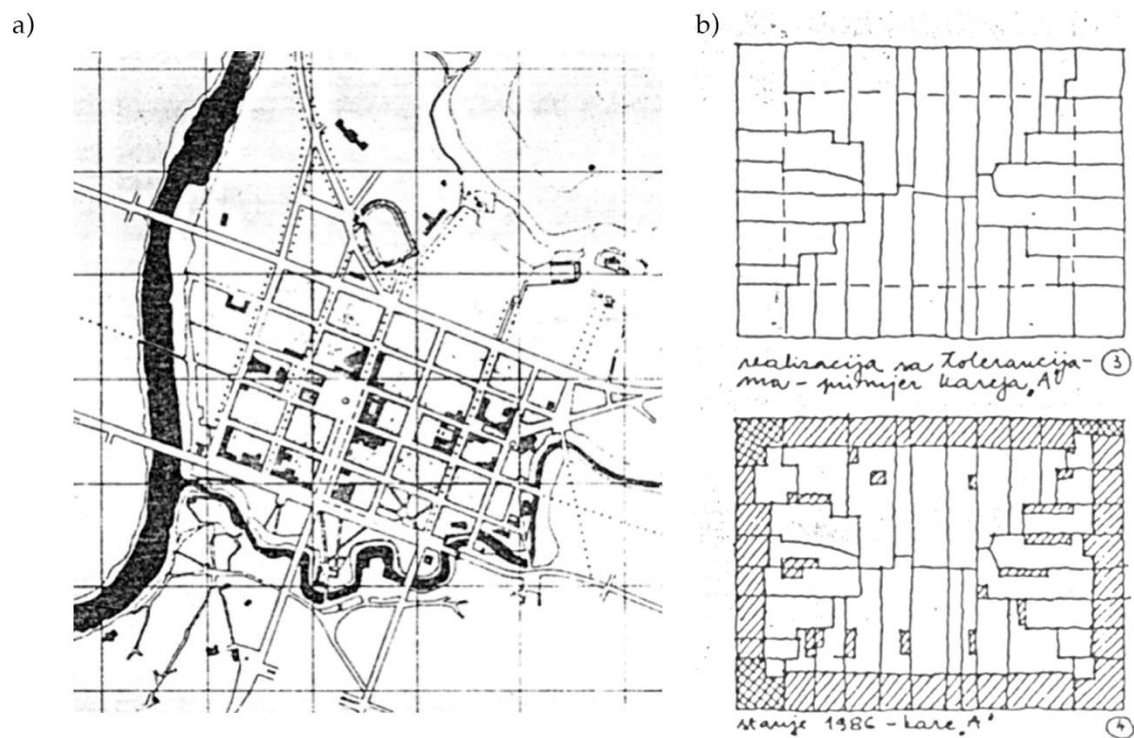 a)
b)
realizacija sa tolerancija-
ma - primjer kareja „A”
3
stanje 1986 - kare „A”
4